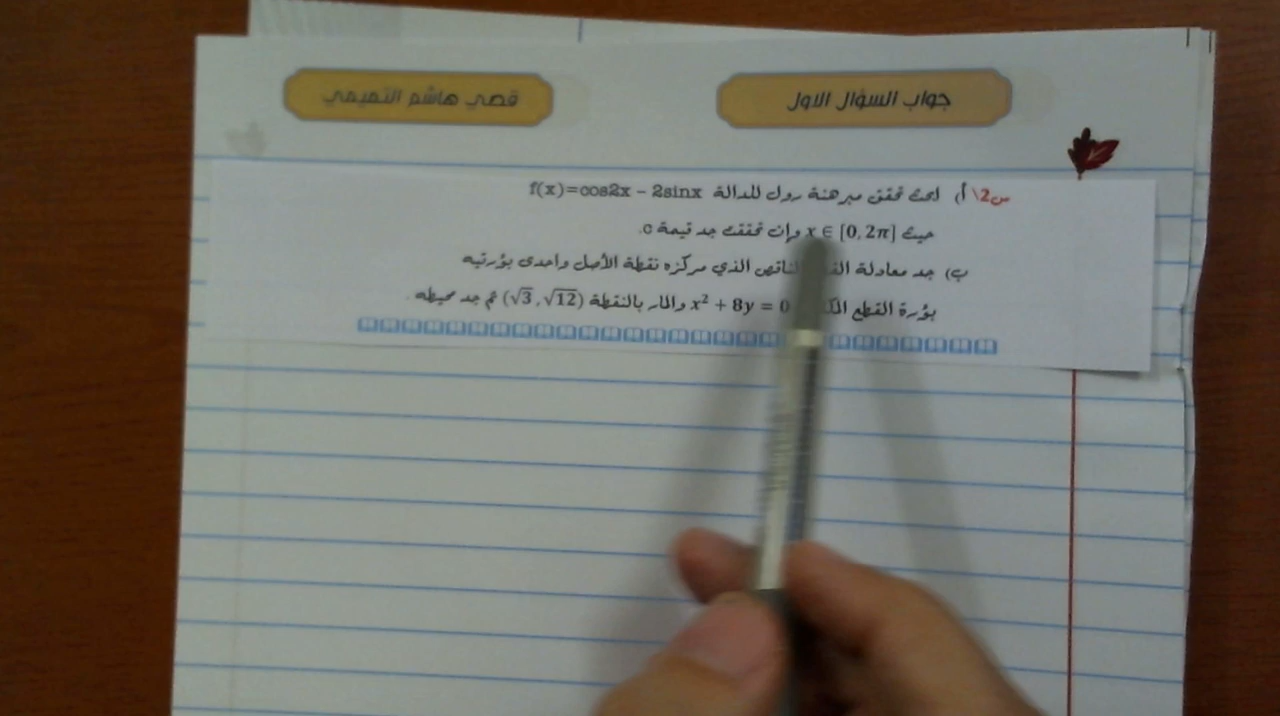 جواب السؤال الاول
قصي هاشم التميمي
س2\ أ) ابحث تحقق مبرهنة رول للدالة f(x)=cos2x − 2sinx
حيث x ∈ [0, 2π] وإن تحققت جد قيمة c.
ب) جد معادلة الناقص الذي مركزه نقطة الأصل واحدى بؤرتيه
بؤرة القطع x² + 8y = 0 والمار بالنقطة (√3, √12) ثم جد محيطه.